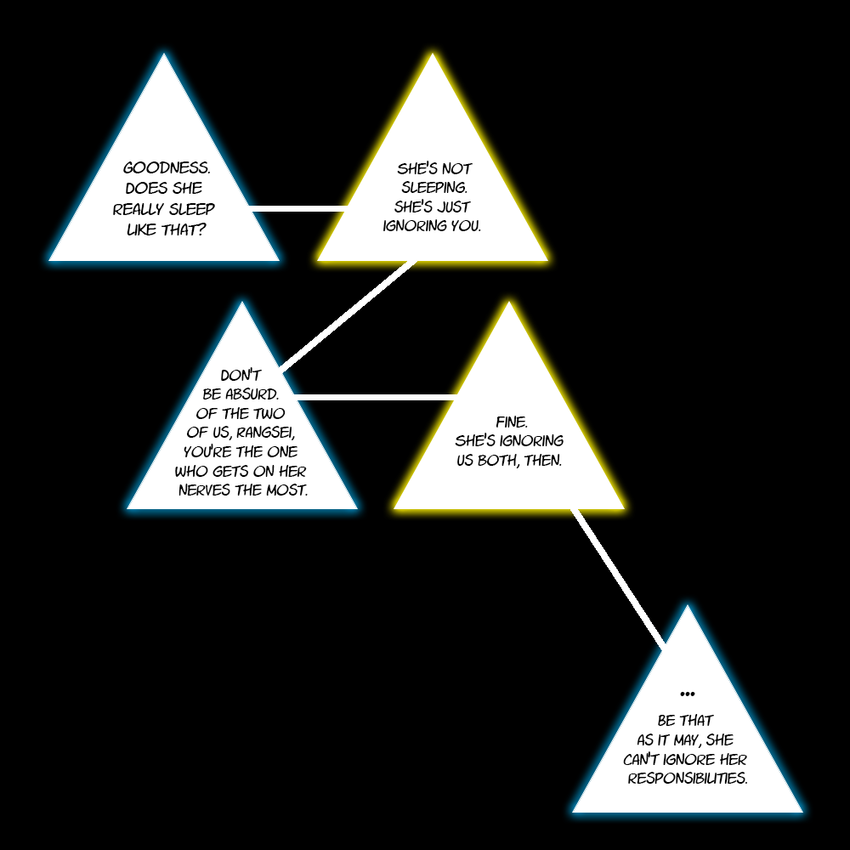 GOODNESS.
DOES SHE
REALLY SLEEP
LIKE THAT?
SHE'S NOT
SLEEPING.
SHE'S JUST
IGNORING YOU.
DON'T
BE ABSURD.
OF THE TWO
OF US, RANGSEI,
YOU'RE THE ONE
WHO GETS ON HER
NERVES THE MOST.
FINE.
SHE'S IGNORING
US BOTH, THEN.
...
BE THAT
AS IT MAY, SHE
CAN'T IGNORE HER
RESPONSIBILITIES.